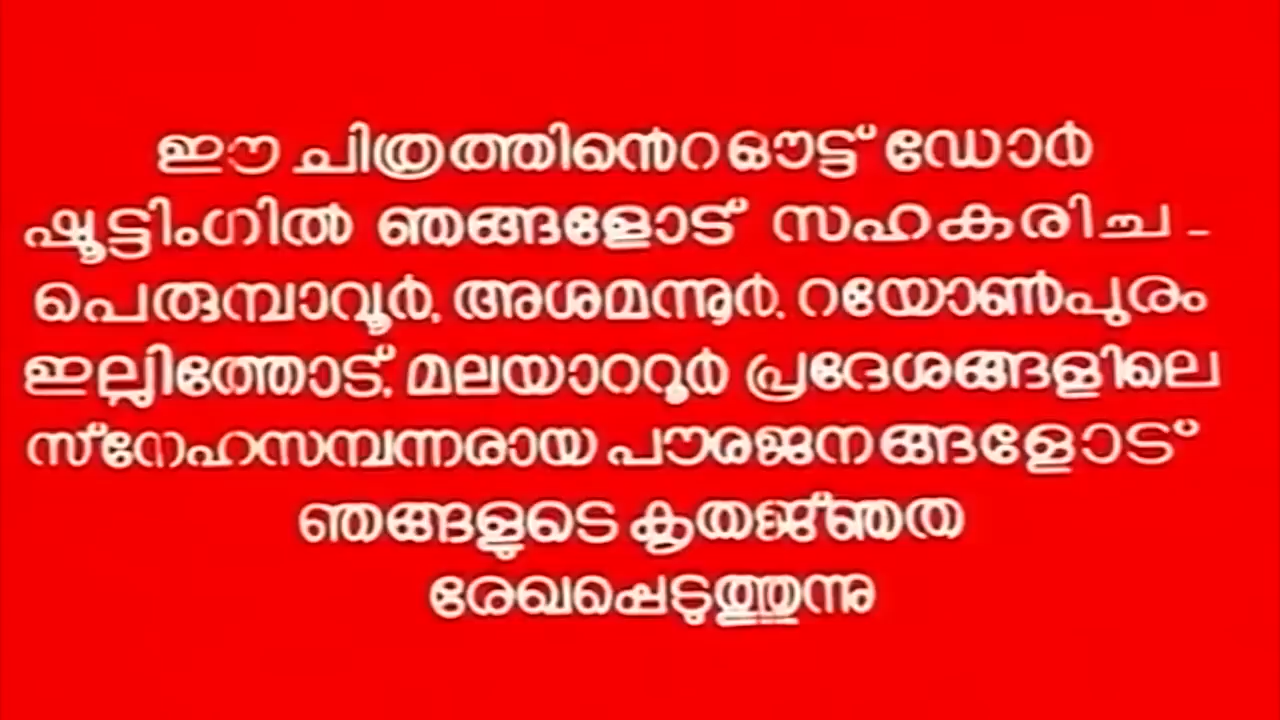 ഈ ചിത്രത്തിൻെറ ഔട്ട് ഡോർ
ഷൂട്ടിംഗിൽ ഞങ്ങളോട് സഹകരിച്ച -
പെരുമ്പാവൂർ, അശമന്നൂർ, റയോൺപുരം
ഇല്ലിത്തോട്, മലയാററൂർ പ്രദേശങ്ങളിലെ
സ്നേഹസമ്പന്നരായ പൗരജനങ്ങളോട്
ഞങ്ങളുടെ കൃതജ്ഞത
രേഖപ്പെടുത്തുന്നു